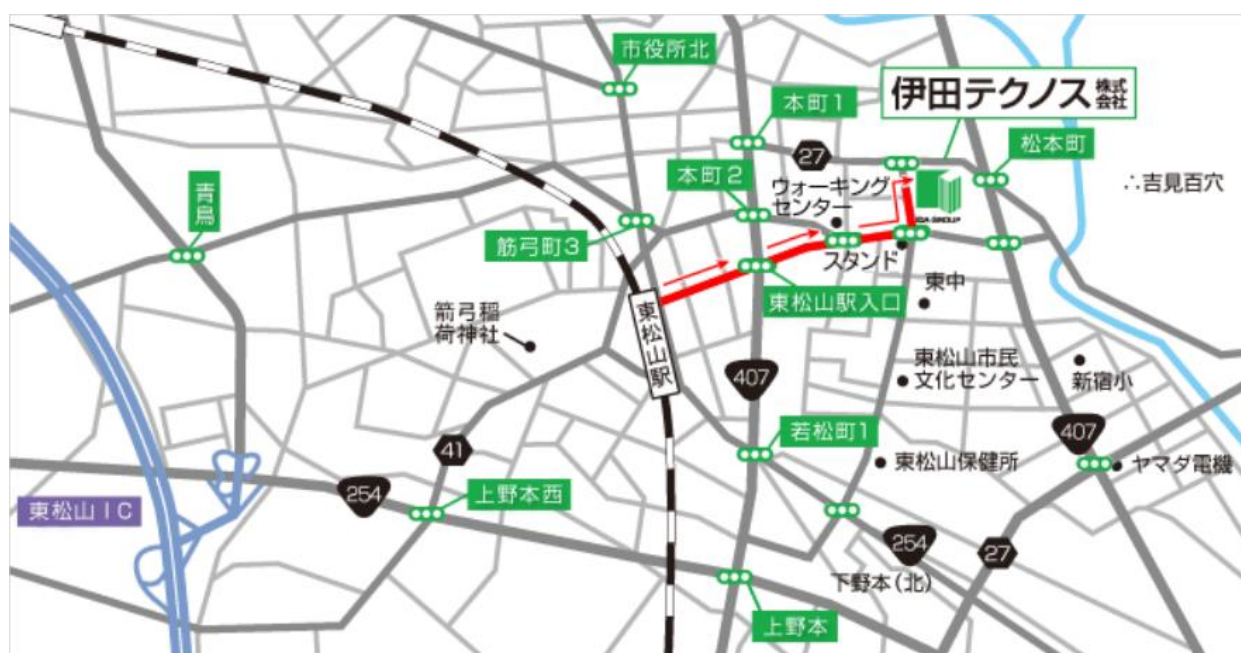 市役所北
本町1
伊田テクノス 株式
会社
27
松本町
ウォーキング
センター
本町2
∴吉見百穴
青鳥
筋弓町3
スタンド
東松山駅入口
東中
箭弓稲
荷神社
東松山駅
407
東松山市民
文化センター
新宿小
若松町1
407
41
東松山保健所
ヤマダ電機
254
上野本西
東松山IC
254
27
下野本(北)
上野本